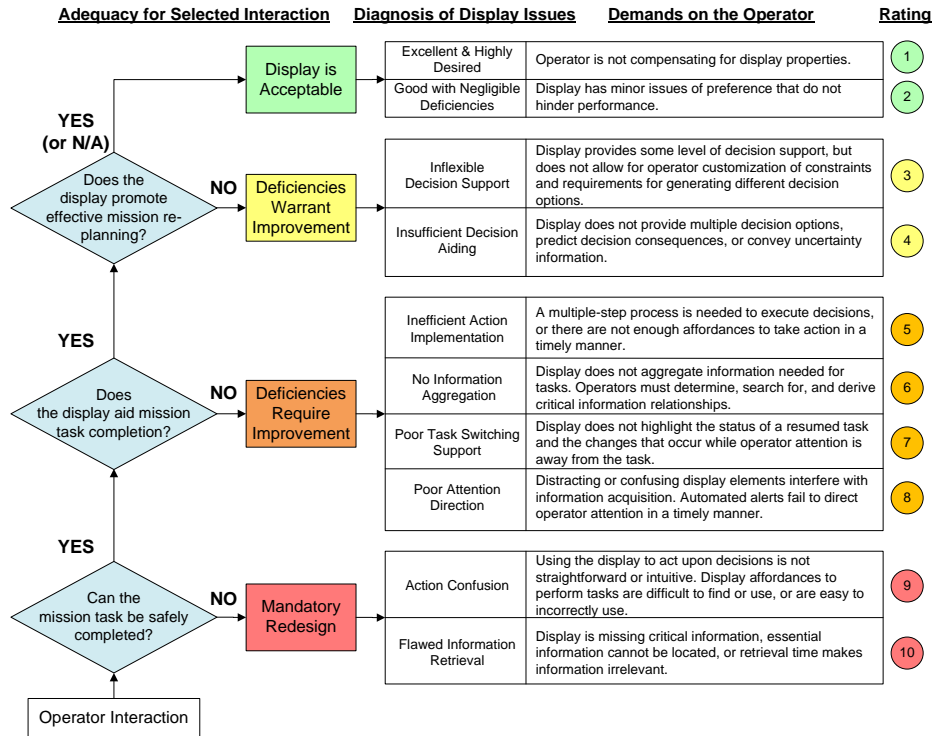 Adequacy for Selected Interaction
Diagnosis of Display Issues
Demands on the Operator
Rating
Display is
Acceptable
Excellent & Highly
Desired
Operator is not compensating for display properties.
1
Good with Negligible
Deficiencies
Display has minor issues of preference that do not
hinder performance.
2
YES
(or N/A)
Does the
display promote
effective mission re-
planning?
NO
Deficiencies
Warrant
Improvement
Inflexible
Decision Support
Display provides some level of decision support, but
does not allow for operator customization of constraints
and requirements for generating different decision
options.
3
Insufficient Decision
Aiding
Display does not provide multiple decision options,
predict decision consequences, or convey uncertainty
information.
4
YES
Does
the display aid mission
task completion?
NO
Deficiencies
Require
Improvement
Inefficient Action
Implementation
A multiple-step process is needed to execute decisions,
or there are not enough affordances to take action in a
timely manner.
5
No Information
Aggregation
Display does not aggregate information needed for
tasks. Operators must determine, search for, and derive
critical information relationships.
6
Poor Task Switching
Support
Display does not highlight the status of a resumed task
and the changes that occur while operator attention is
away from the task.
7
Poor Attention
Direction
Distracting or confusing display elements interfere with
information acquisition. Automated alerts fail to direct
operator attention in a timely manner.
8
YES
Can the
mission task be safely
completed?
NO
Mandatory
Redesign
Action Confusion
Using the display to act upon decisions is not
straightforward or intuitive. Display affordances to
perform tasks are difficult to find or use, or are easy to
incorrectly use.
9
Flawed Information
Retrieval
Display is missing critical information, essential
information cannot be located, or retrieval time makes
information irrelevant.
10
Operator Interaction